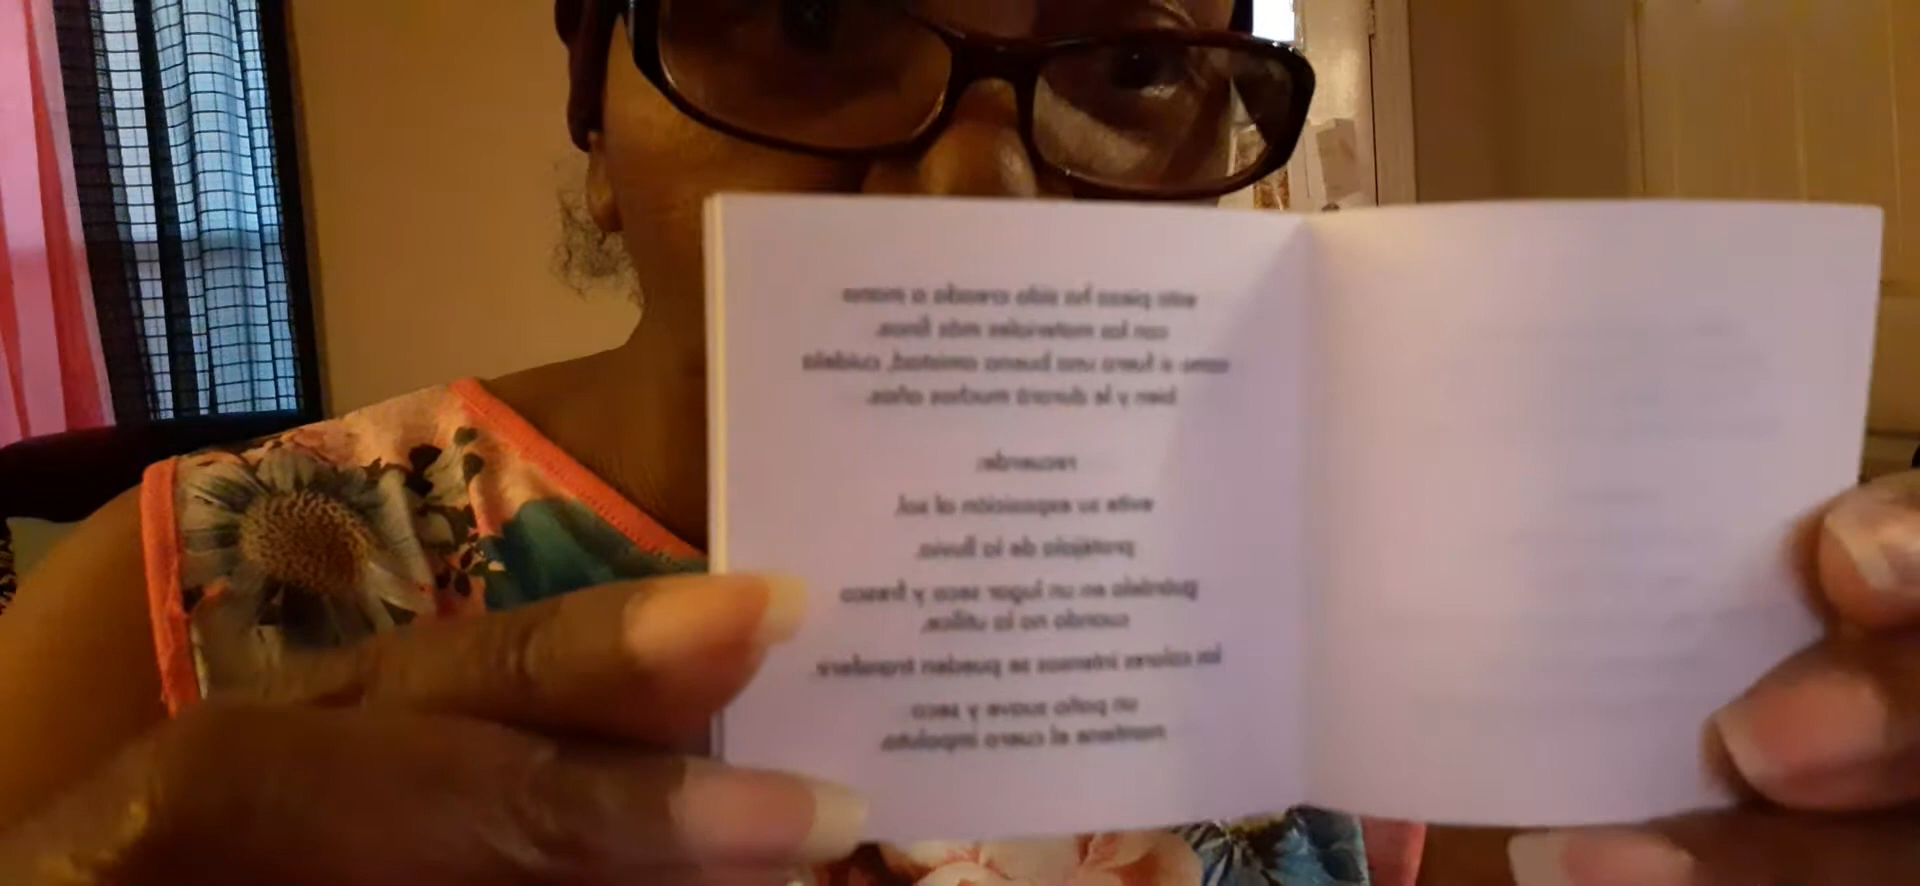 esta pieza ha sido creada a mano
con los materiales más finos.
como si fuera una buena amistad, cuídela
bien y le durará muchos años.
recuerde:
evite su exposición al sol.
protéjala de la lluvia.
guárdela en un lugar seco y fresco
cuando no la utilice.
los colores intensos se pueden transferir.
un paño suave y seco
mantiene el cuero impoluto.